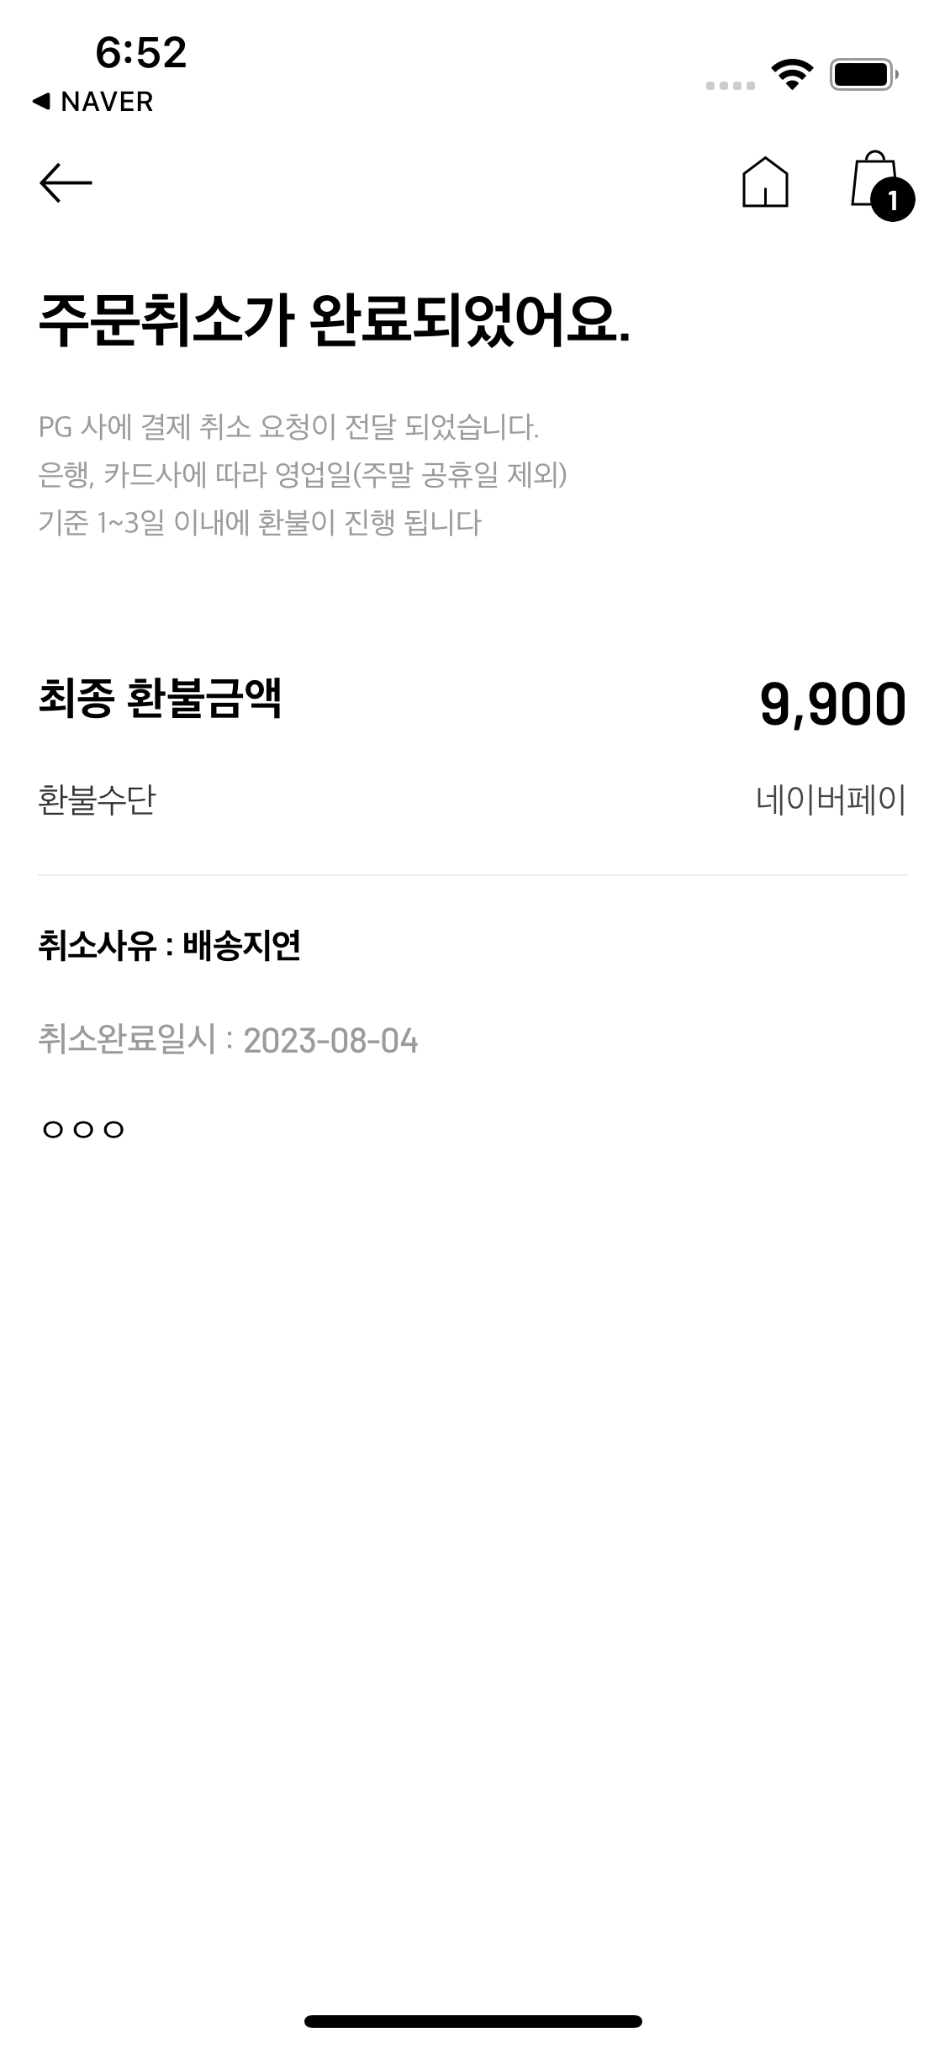 6:52
◀ NAVER
1
주문취소가 완료되었어요.
PG 사에 결제 취소 요청이 전달 되었습니다.
은행, 카드사에 따라 영업일(주말 공휴일 제외)
기준 1~3일 이내에 환불이 진행 됩니다
최종 환불금액 9,900
환불수단 네이버페이
취소사유 : 배송지연
취소완료일시 : 2023-08-04
ㅇㅇㅇ